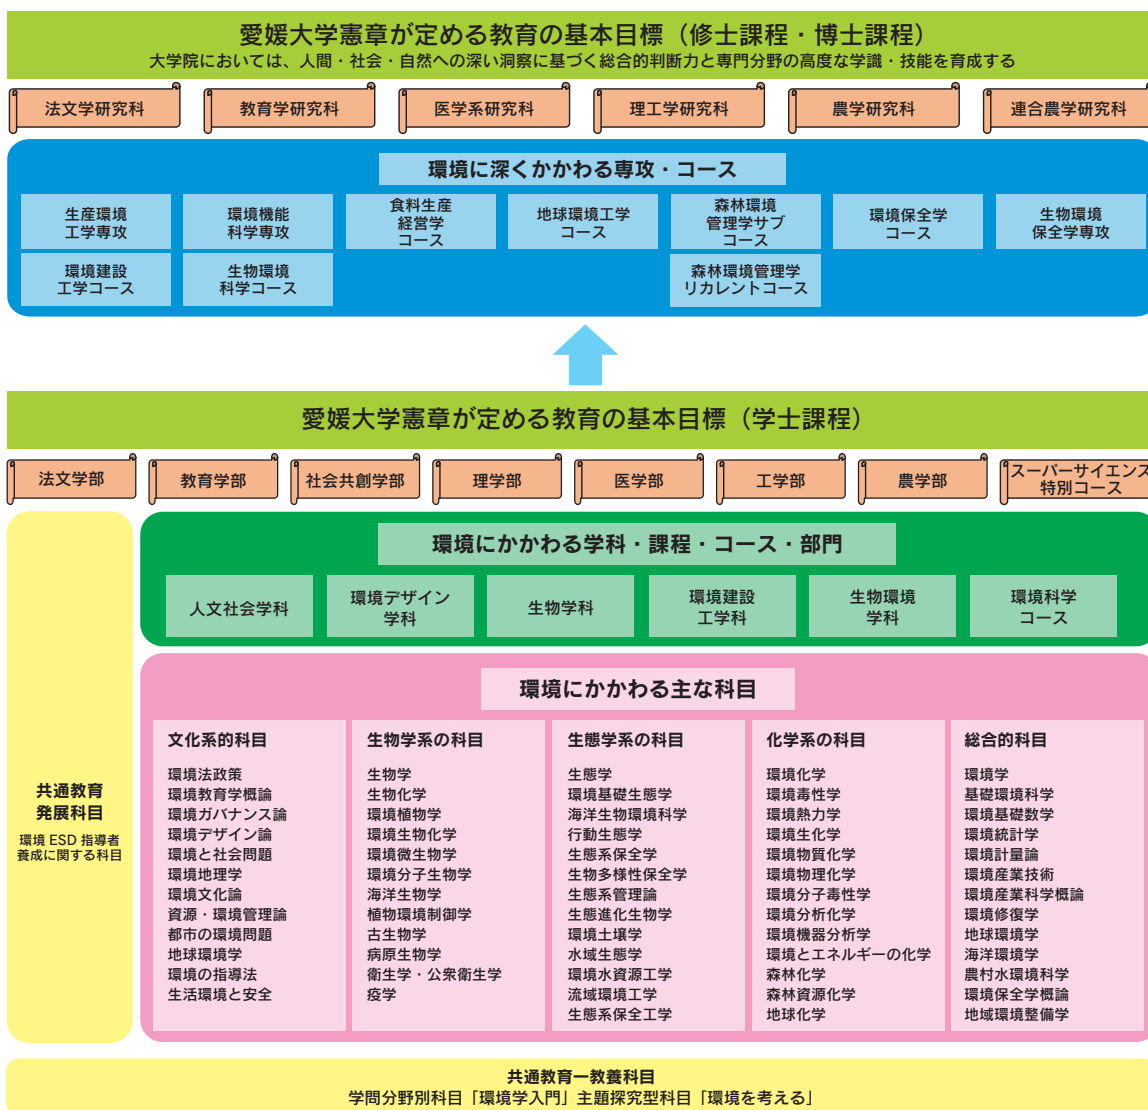 愛媛大学憲章が定める教育の基本目標（修士課程・博士課程）
大学院においては、人間・社会・自然への深い洞察に基づく総合的判断力と専門分野の高度な学識・技能を育成する
法文学研究科
教育学研究科
医学系研究科
理工学研究科
農学研究科
連合農学研究科
環境に深くかかわる専攻・コース
生産環境
工学専攻
環境機能
科学専攻
食料生産
経営学
コース
地球環境工学
コース
森林環境
管理学サブ
コース
環境保全学
コース
生物環境
保全学専攻
環境建設
工学コース
生物環境
科学コース
森林環境管理学
リカレントコース
愛媛大学憲章が定める教育の基本目標（学士課程）
法文学部
教育学部
社会共創学部
理学部
医学部
工学部
農学部
スーパーサイエンス
特別コース
環境にかかわる学科・課程・コース・部門
人文社会学科
環境デザイン
学科
生物学科
環境建設
工学科
生物環境
学科
環境科学
コース
共通教育
発展科目
環境 ESD 指導者
養成に関する科目
環境にかかわる主な科目
文化系的科目
環境法政策
環境教育学概論
環境ガバナンス論
環境デザイン論
環境と社会問題
環境地理学
環境文化論
資源・環境管理論
都市の環境問題
地球環境学
環境の指導法
生活環境と安全
生物学系の科目
生物学
生物化学
環境植物学
環境生物化学
環境微生物学
環境分子生物学
海洋生物学
植物環境制御学
古生物学
病原生物学
衛生学・公衆衛生学
疫学
生態学系の科目
生態学
環境基礎生態学
海洋生物環境科学
行動生態学
生態系保全学
生物多様性保全学
生態系管理論
生態進化生物学
環境土壌学
水域生態学
環境水資源工学
流域環境工学
生態系保全工学
化学系の科目
環境化学
環境毒性学
環境熱力学
環境生化学
環境物質化学
環境物理化学
環境分子毒性学
環境分析化学
環境機器分析学
環境とエネルギーの化学
森林化学
森林資源化学
地球化学
総合的科目
環境学
基礎環境科学
環境基礎数学
環境統計学
環境計量論
環境産業技術
環境産業科学概論
環境修復学
地球環境学
海洋環境学
農村水環境科学
環境保全学概論
地域環境整備学
共通教育ー教養科目
学問分野別科目「環境学入門」主題探究型科目「環境を考える」